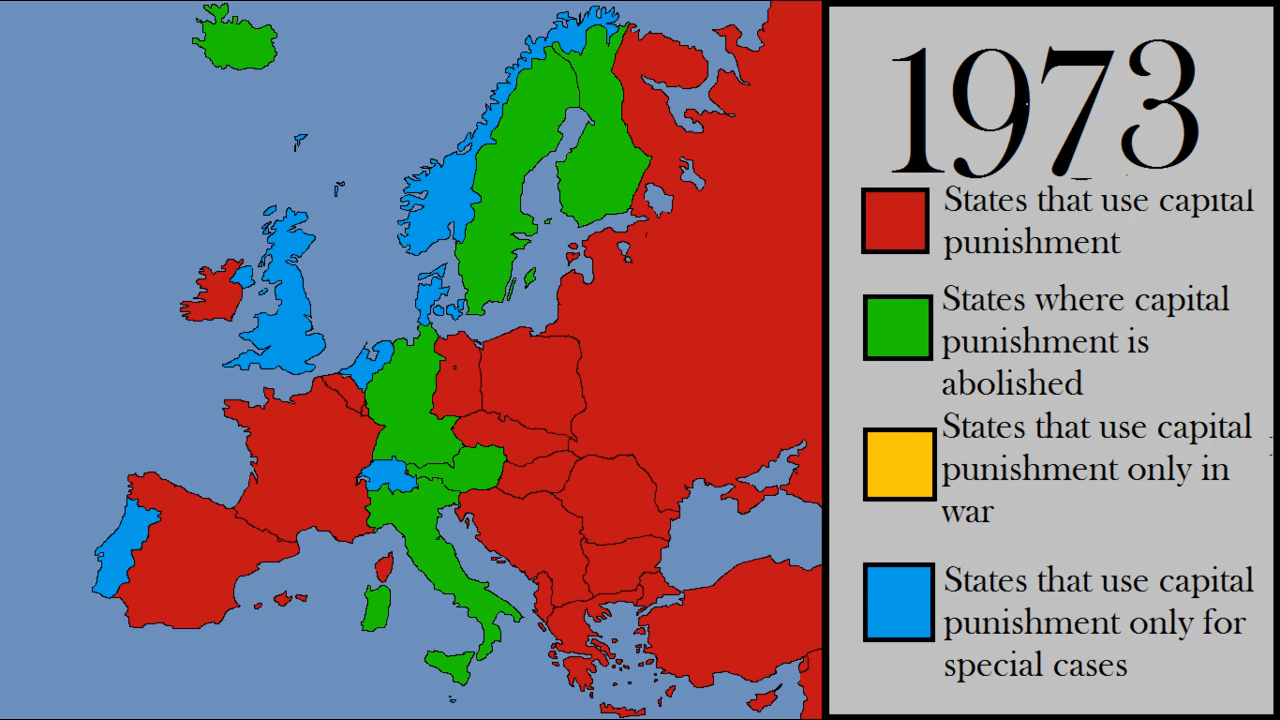 1973
States that use capital
punishment
States where capital
punishment is
abolished
States that use capital
punishment only in
war
States that use capital
punishment only for
special cases